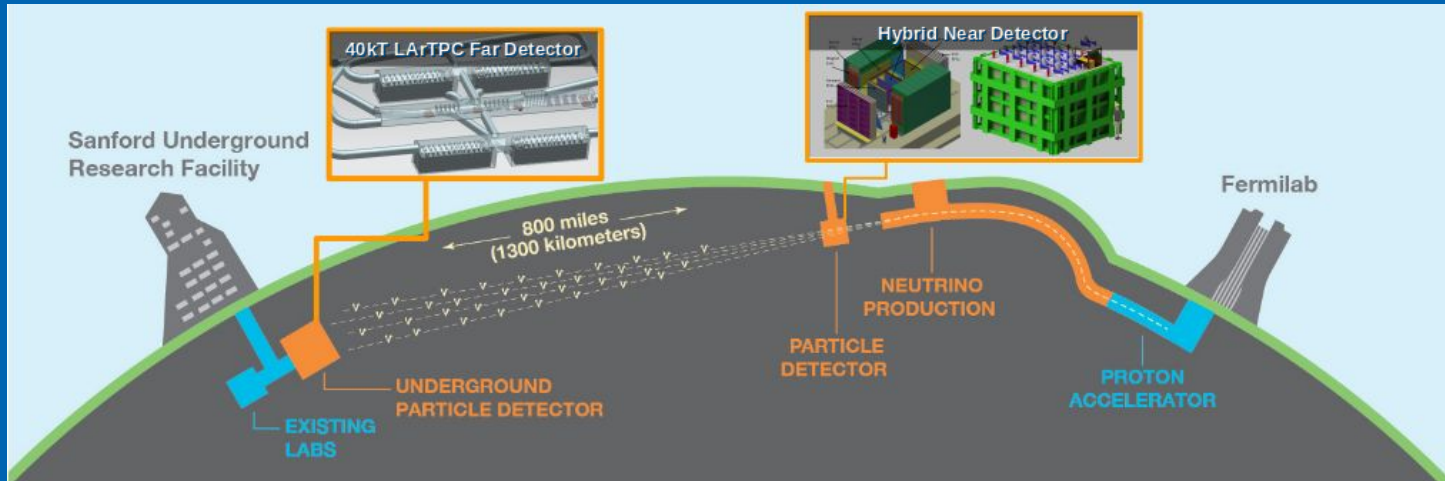 40kT LArTPC Far Detector
Hybrid Near Detector
Sanford Underground
Research Facility
Fermilab
800 miles
(1300 kilometers)
NEUTRINO
PRODUCTION
PARTICLE
DETECTOR
PROTON
ACCELERATOR
UNDERGROUND
PARTICLE DETECTOR
EXISTING
LABS